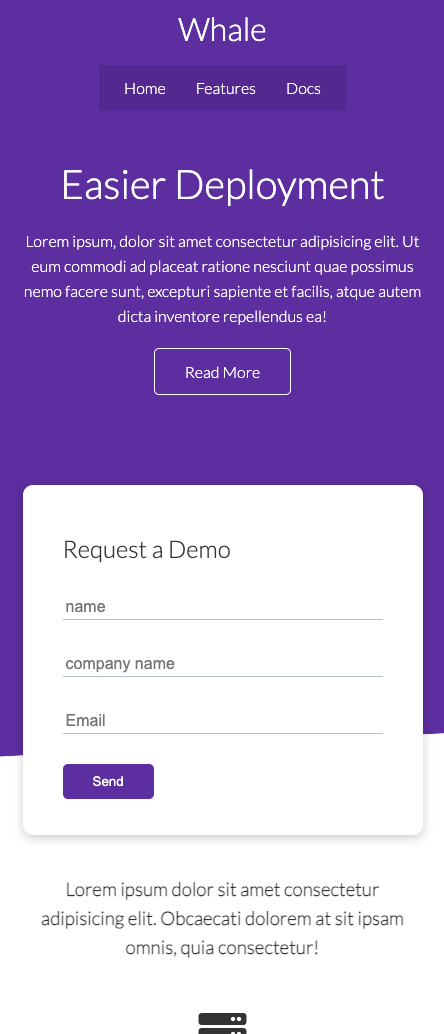 Whale
Home Features Docs
Easier Deployment
Lorem ipsum, dolor sit amet consectetur adipisicing elit. Ut
eum commodi ad placeat ratione nesciunt quae possimus
nemo facere sunt, excepturi sapiente et facilis, atque autem
dicta inventore repellendus ea!
Read More
Request a Demo
name
company name
Email
Send
Lorem ipsum dolor sit amet consectetur
adipisicing elit. Obcaecati dolorem at sit ipsam
omnis, quia consectetur!